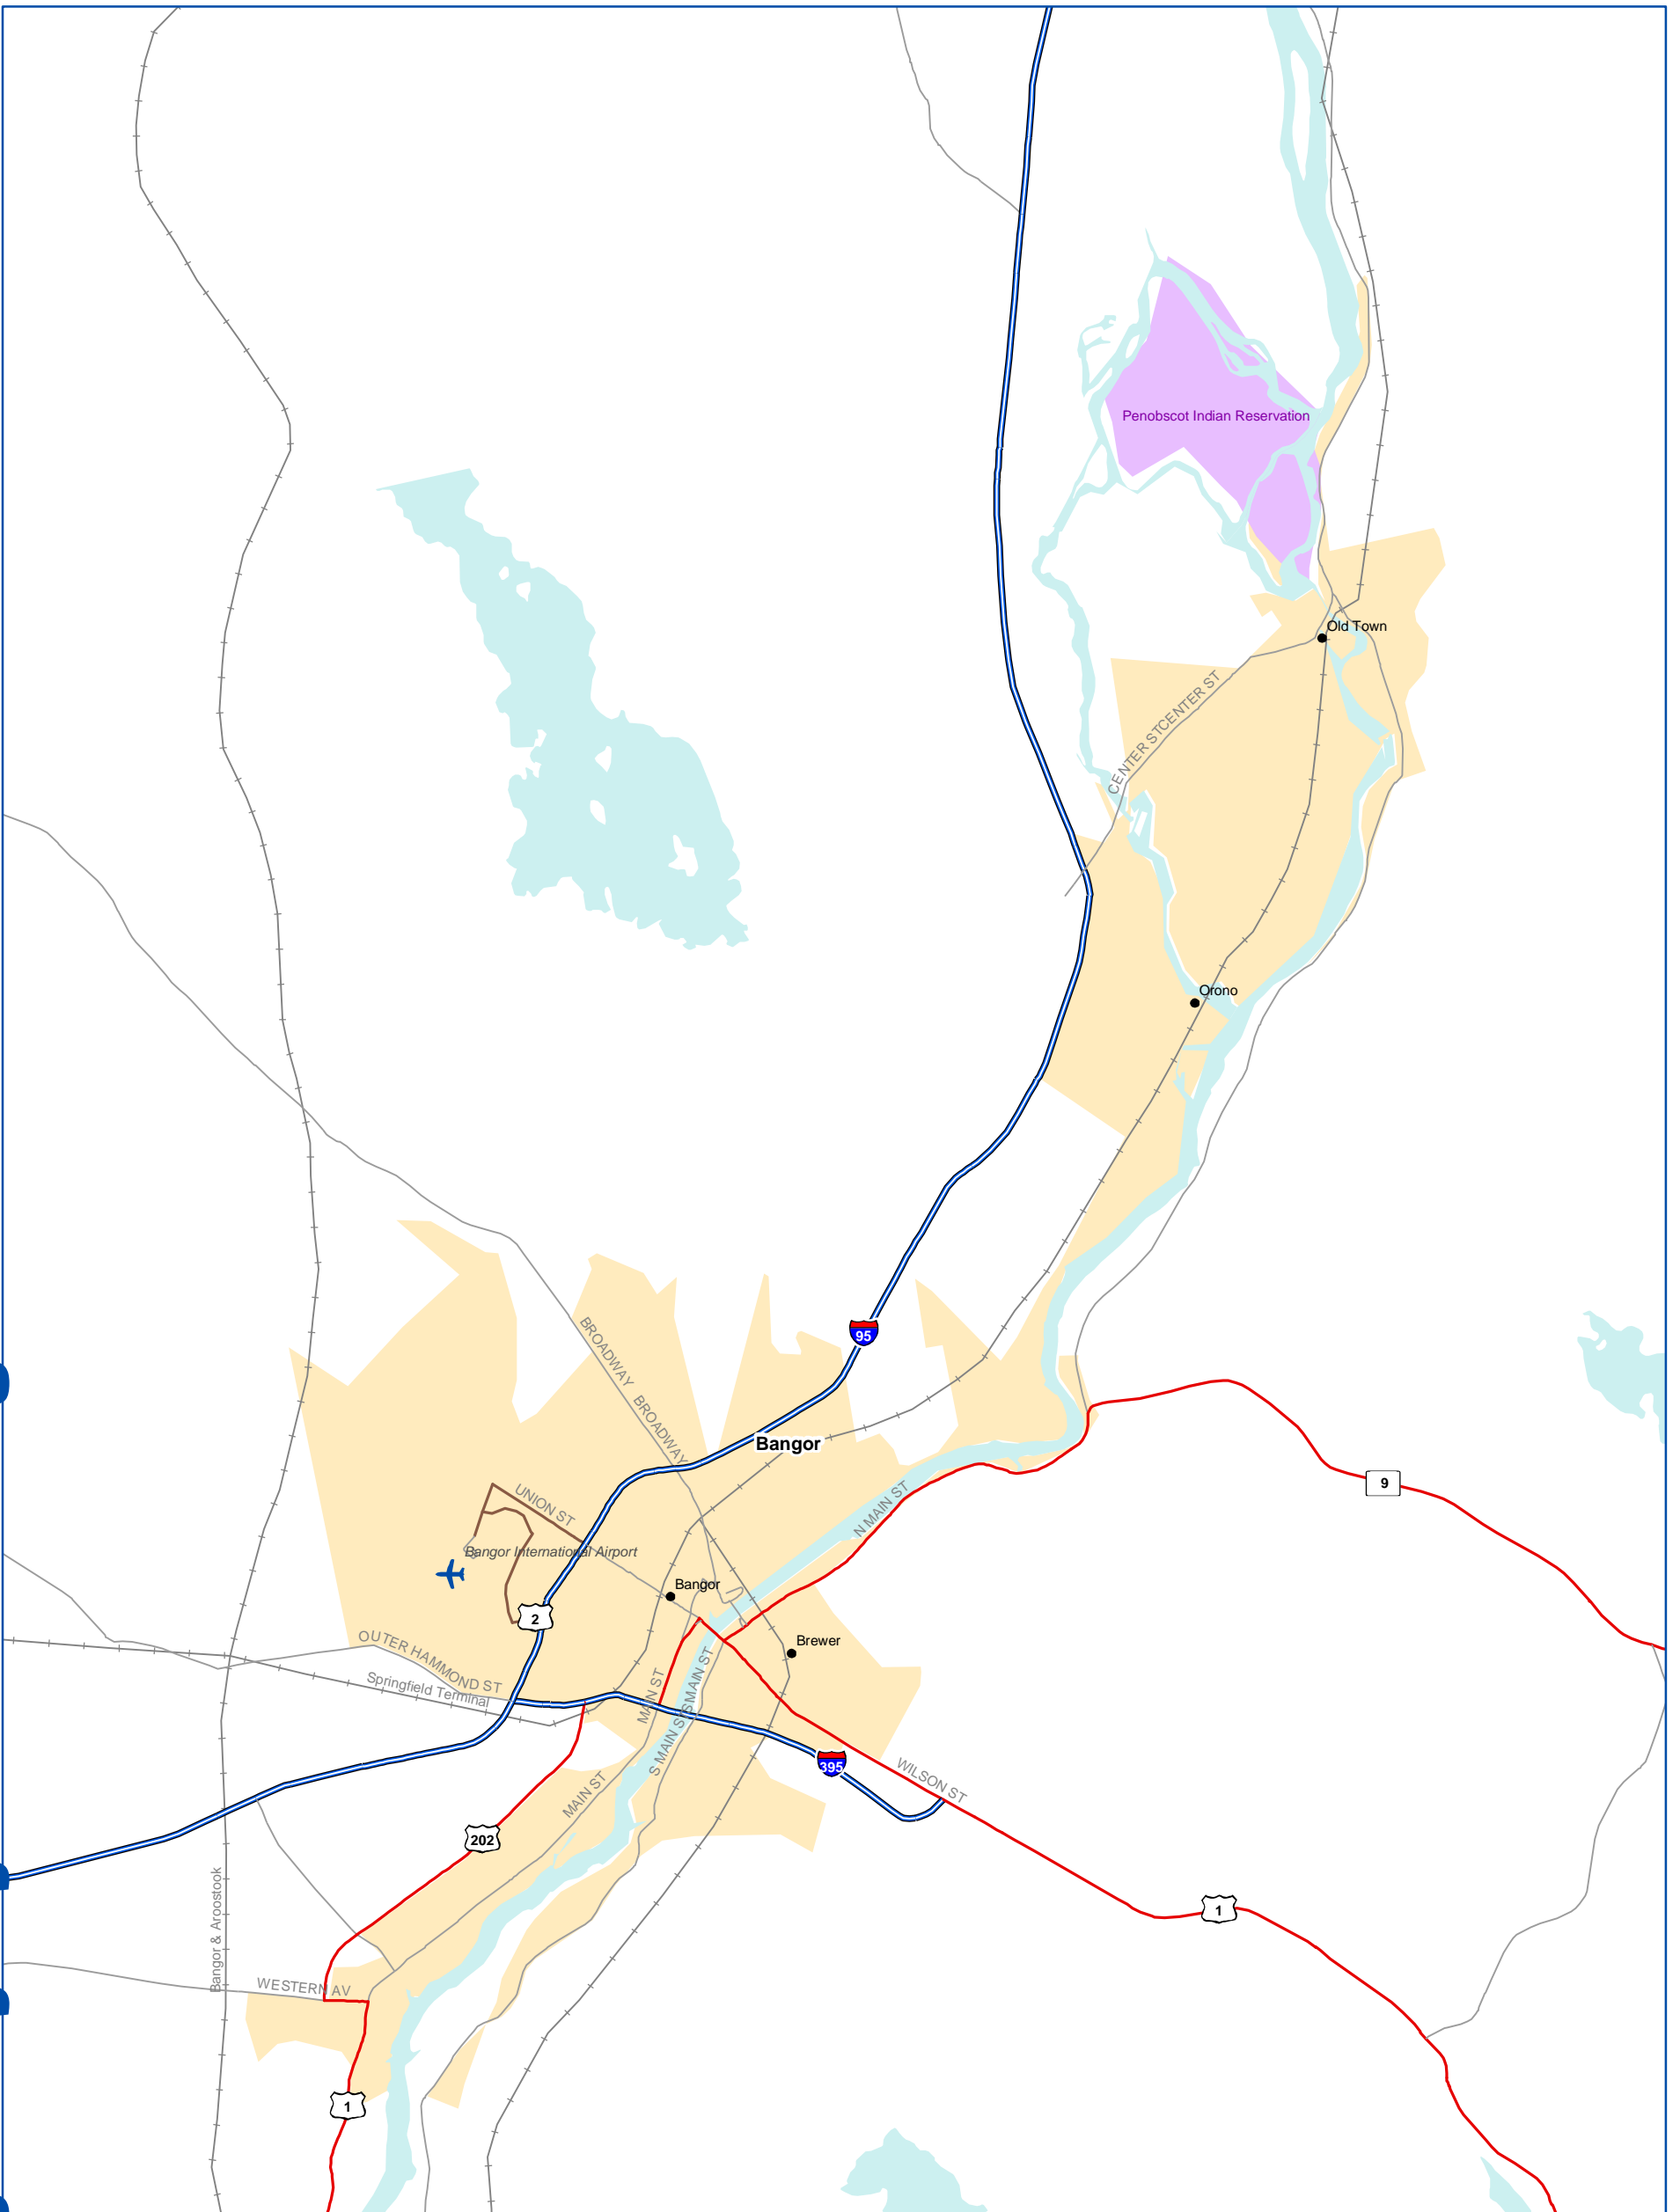 Penobscot Indian Reservation
Old Town
CENTER ST
CENTER ST
Orono
95
BROADWAY
BROADWAY
Bangor
9
UNION ST
N MAIN ST
Bangor International Airport
Bangor
2
Brewer
OUTER HAMMOND ST
Springfield Terminal
MAIN ST
S MAIN ST
S MAIN ST
395
WILSON ST
MAIN ST
202
1
Bangor & Aroostook
WESTERN AV
1